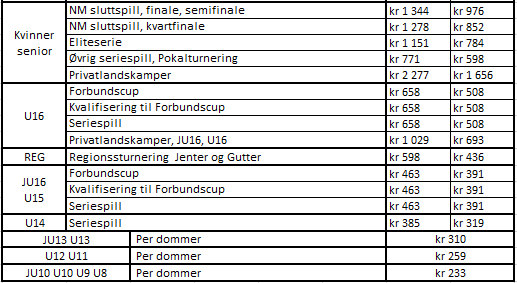 Kvinner senior
NM sluttspill, finale, semifinale kr 1 344 kr 976
NM sluttspill, kvartfinale kr 1 278 kr 852
Eliteserie kr 1 151 kr 784
Øvrig seriespill, Pokalturnering kr 771 kr 598
Privatlandskamper kr 2 277 kr 1 656
U16
Forbundscup kr 658 kr 508
Kvalifisering til Forbundscup kr 658 kr 508
Seriespill kr 658 kr 508
Privatlandskamper, JU16, U16 kr 1 029 kr 693
REG Regionssturnering Jenter og Gutter kr 598 kr 436
JU16 U15
Forbundscup kr 463 kr 391
Kvalifisering til Forbundscup kr 463 kr 391
Seriespill kr 463 kr 391
U14 Seriespill kr 385 kr 319
JU13 U13 Per dommer kr 310
U12 U11 Per dommer kr 259
JU10 U10 U9 U8 Per dommer kr 233